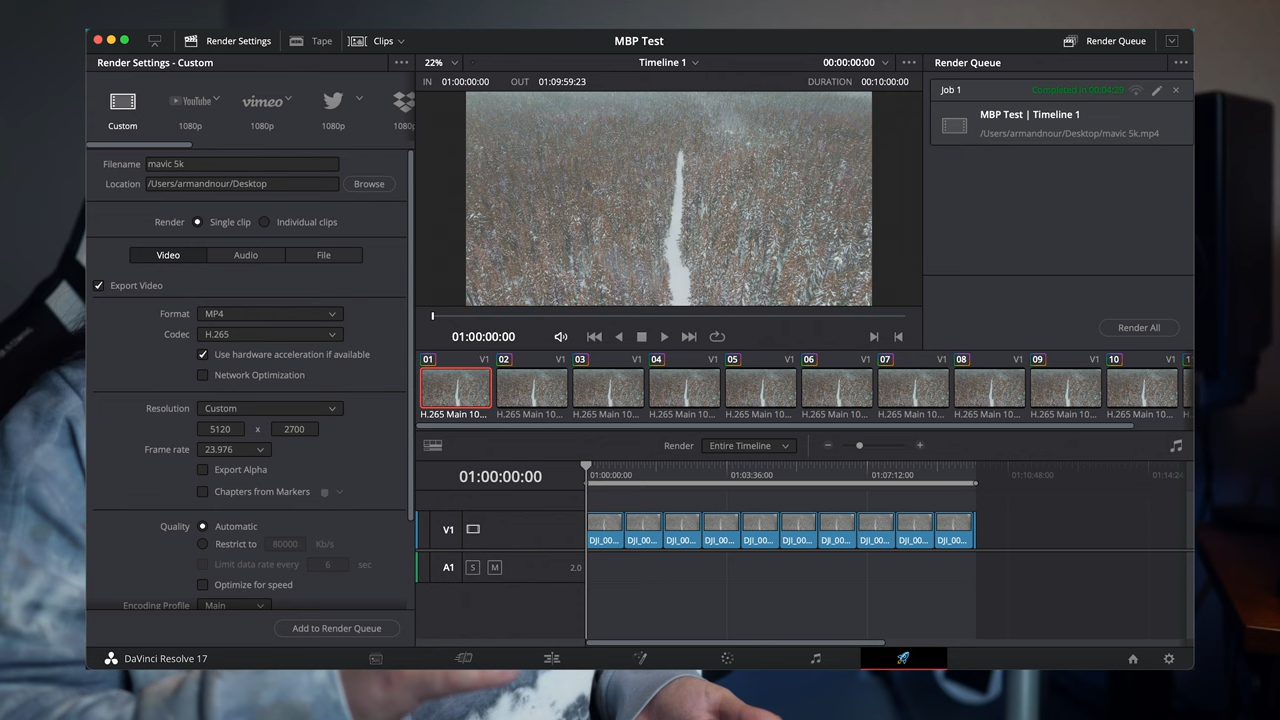 Render Settings
Tape
Clips
MBP Test
Render Queue
Render Settings - Custom
22%
Timeline 1
00:00:00:00
Render Queue
IN 01:00:00:00 OUT 01:09:59:23
DURATION 00:10:00:00
YouTube
vimeo
Custom
1080p
1080p
1080p
1080p
Job 1
Completed in 00:04:29
MBP Test | Timeline 1
/Users/armandnour/Desktop/mavic 5k.mp4
Filename mavic 5k
Location /Users/armandnour/Desktop Browse
Render Single clip Individual clips
Video Audio File
Export Video
Format MP4
Codec H.265
Use hardware acceleration if available
Network Optimization
Resolution Custom
5120 x 2700
Frame rate 23.976
Export Alpha
Chapters from Markers
Quality Automatic
Restrict to 80000 Kb/s
Limit data rate every 6 sec
Optimize for speed
Encoding Profile Main
Add to Render Queue
01:00:00:00
Render All
01 V1 02 V1 03 V1 04 V1 05 V1 06 V1 07 V1 08 V1 09 V1 10 V1
H.265 Main 10... H.265 Main 10... H.265 Main 10... H.265 Main 10... H.265 Main 10... H.265 Main 10... H.265 Main 10... H.265 Main 10... H.265 Main 10... H.265 Main 10...
Render Entire Timeline
01:00:00:00
01:00:00:00 01:03:36:00 01:07:12:00 01:10:48:00 01:14:24
V1
DJI_00... DJI_00... DJI_00... DJI_00... DJI_00... DJI_00... DJI_00... DJI_00... DJI_00... DJI_00...
A1 S M 2.0
DaVinci Resolve 17